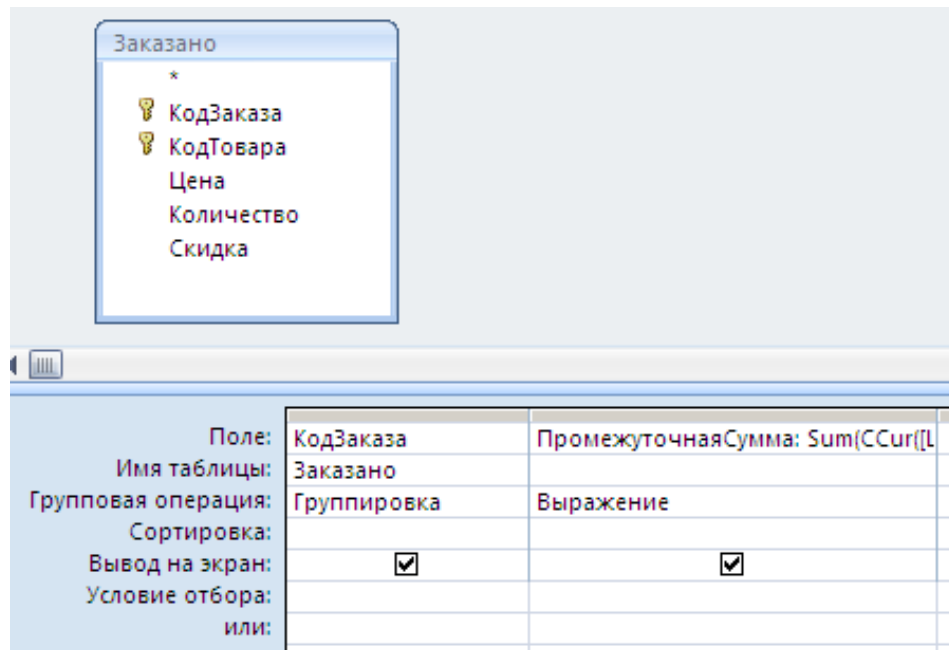 Заказано
*
КодЗаказа
КодТовара
Цена
Количество
Скидка
Поле: КодЗаказа ПромежуточнаяСумма: Sum(CCur([
Имя таблицы: Заказано
Групповая операция: Группировка Выражение
Сортировка:
Вывод на экран:
Условие отбора:
или: